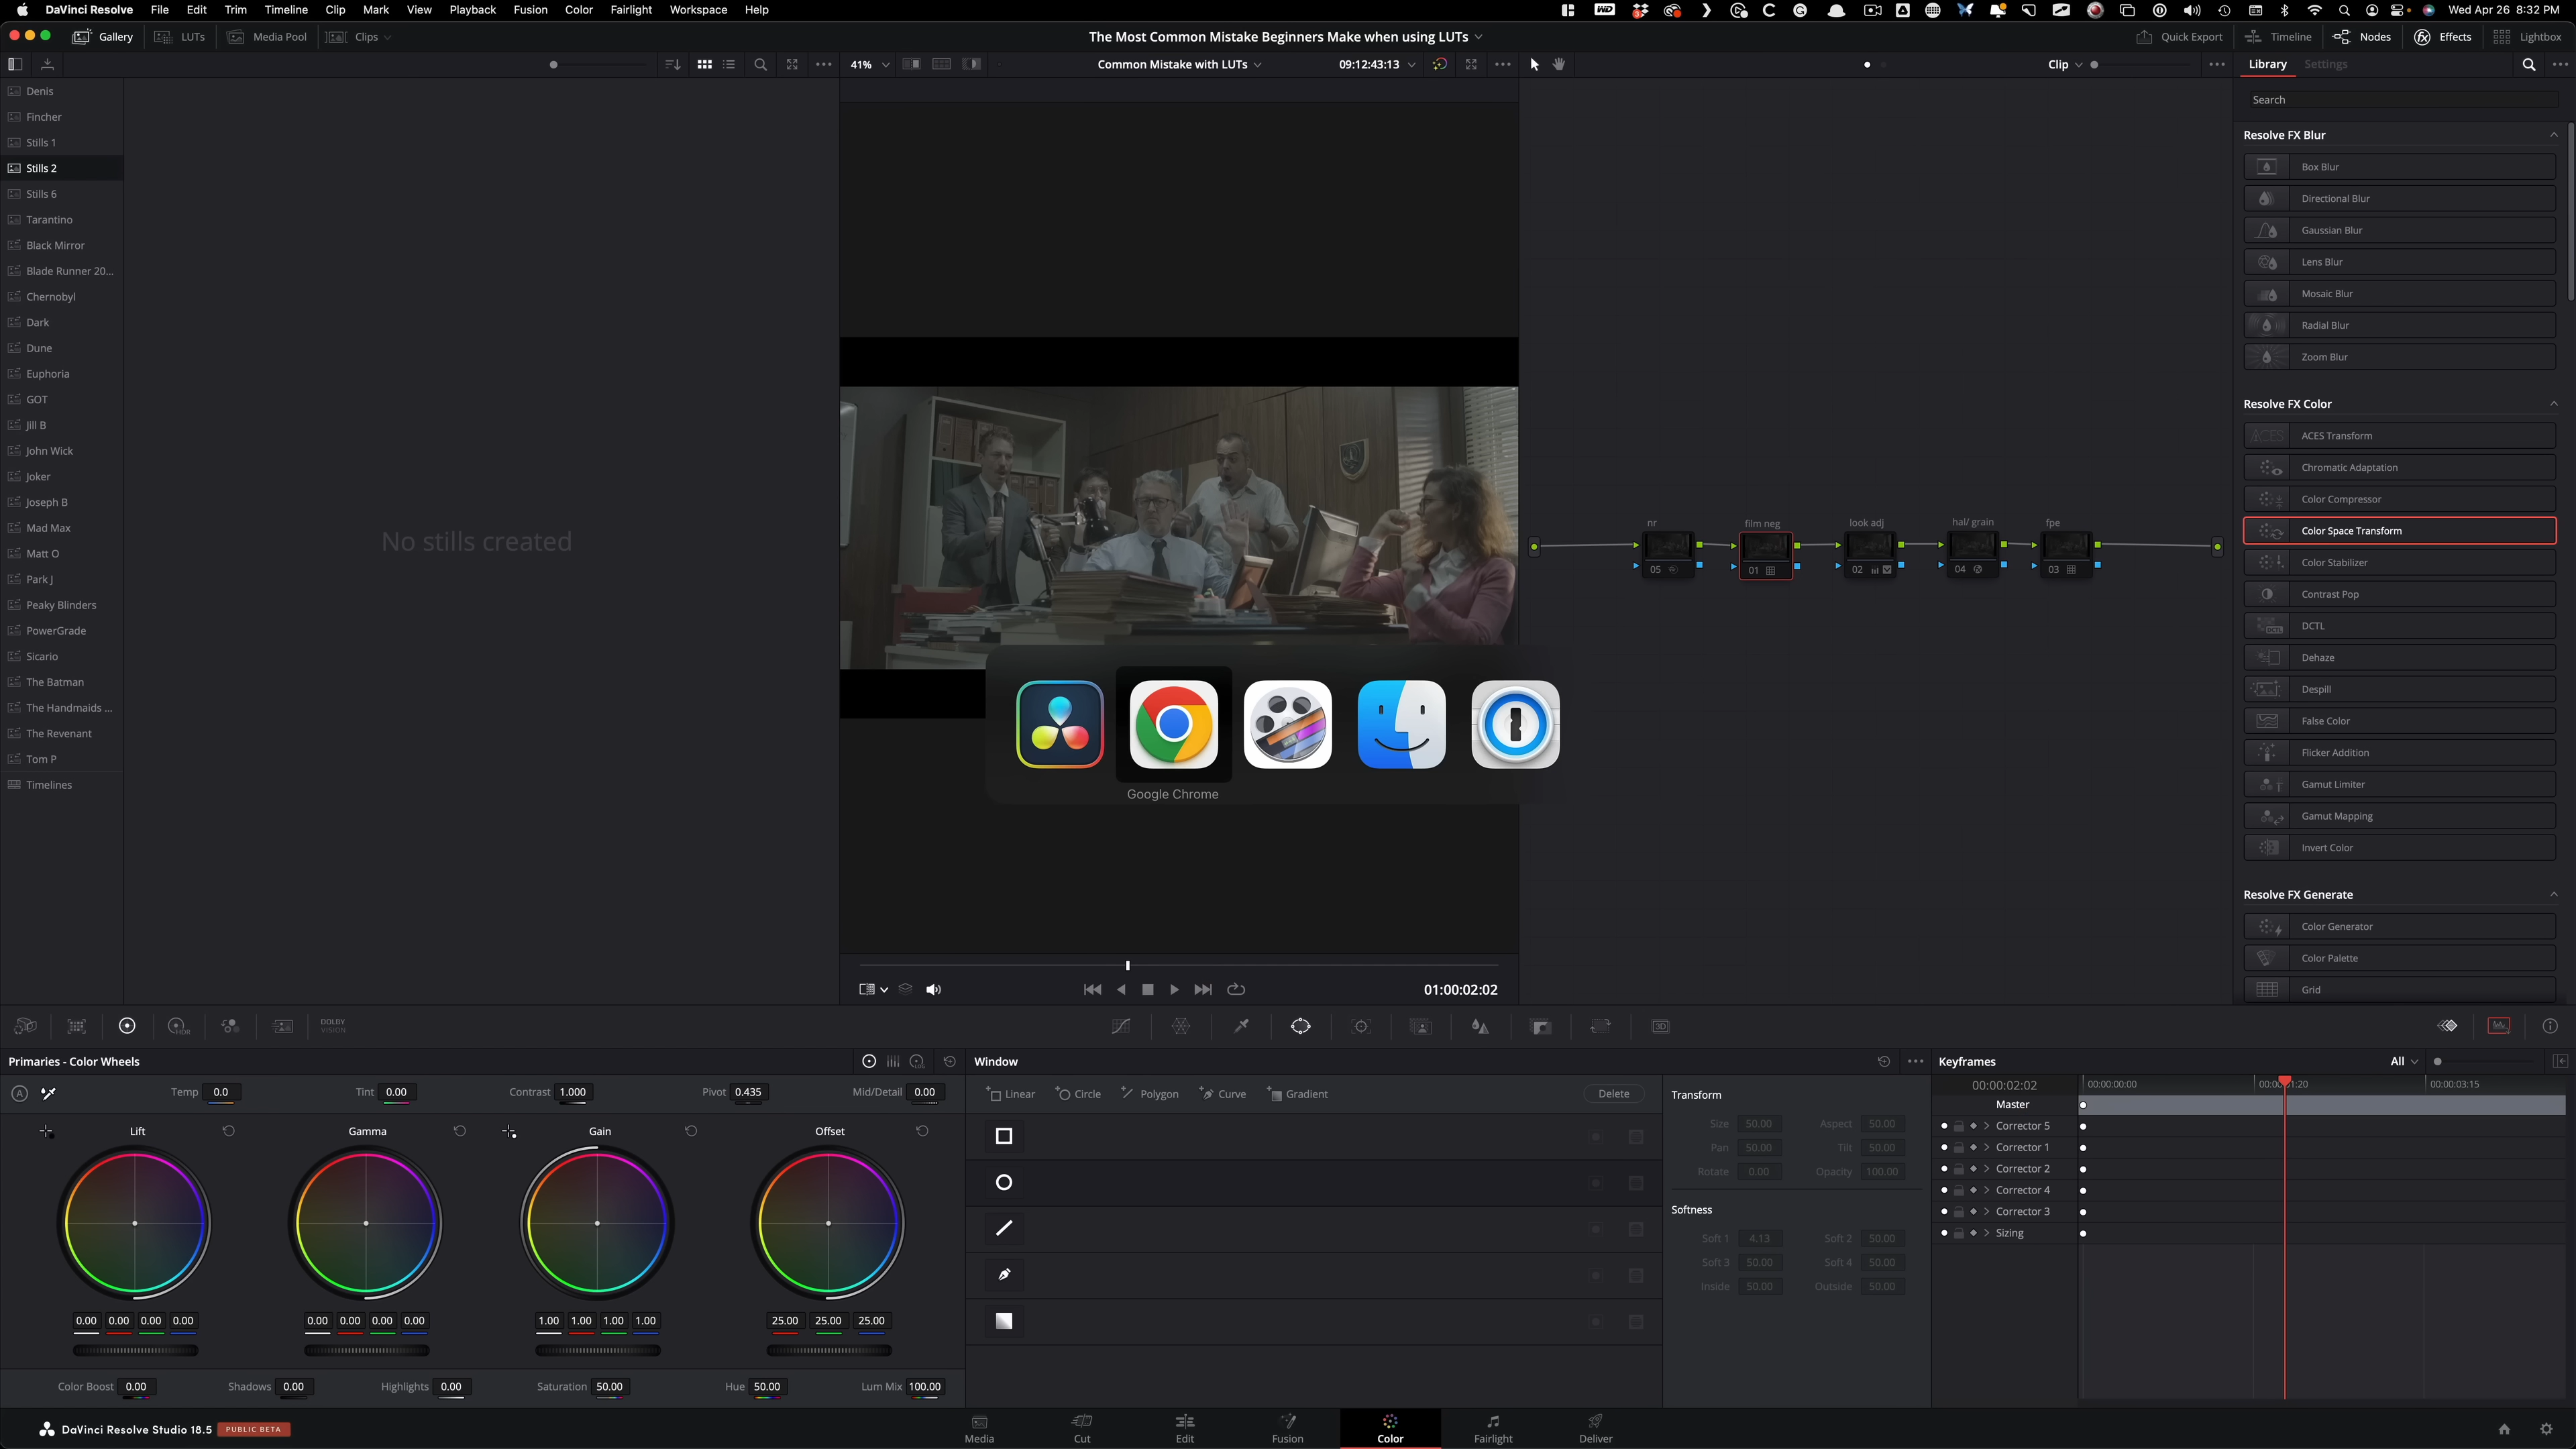 DaVinci Resolve File Edit Trim Timeline Clip Mark View Playback Fusion Color Fairlight Workspace Help Wed Apr 26 8:32 PM
Gallery LUTs Media Pool Clips The Most Common Mistake Beginners Make when using LUTs Quick Export Timeline Nodes Effects Lightbox
41% Common Mistake with LUTs 09:12:43:13 Clip Library Settings
Search
Denis
Fincher
Stills 1
Stills 2
Stills 6
Tarantino
Black Mirror
Blade Runner 20...
Chernobyl
Dark
Dune
Euphoria
GOT
Jill B
John Wick
Joker
Joseph B
Mad Max
Matt O
Park J
Peaky Blinders
PowerGrade
Sicario
The Batman
The Handmaids ...
The Revenant
Tom P
Timelines
No stills created
Google Chrome
01:00:02:02
nr film neg look adj hal/ grain fpe
05 01 02 04 03
Resolve FX Blur
Box Blur
Directional Blur
Gaussian Blur
Lens Blur
Mosaic Blur
Radial Blur
Zoom Blur
Resolve FX Color
ACES ACES Transform
Chromatic Adaptation
Color Compressor
Color Space Transform
Color Stabilizer
Contrast Pop
DCTL DCTL
Dehaze
Despill
False Color
Flicker Addition
Gamut Limiter
Gamut Mapping
Invert Color
Resolve FX Generate
Color Generator
Color Palette
Grid
HDR DOLBY VISION 3D
Primaries - Color Wheels LOG
A Temp 0.0 Tint 0.00 Contrast 1.000 Pivot 0.435 Mid/Detail 0.00
Lift Gamma Gain Offset
0.00 0.00 0.00 0.00 0.00 0.00 0.00 0.00 1.00 1.00 1.00 1.00 25.00 25.00 25.00
Color Boost 0.00 Shadows 0.00 Highlights 0.00 Saturation 50.00 Hue 50.00 Lum Mix 100.00
Window
Linear Circle Polygon Curve Gradient Delete
Transform
Size 50.00 Aspect 50.00
Pan 50.00 Tilt 50.00
Rotate 0.00 Opacity 100.00
Softness
Soft 1 4.13 Soft 2 50.00
Soft 3 50.00 Soft 4 50.00
Inside 50.00 Outside 50.00
Keyframes All
00:00:02:02 00:00:00:00 00:00:01:20 00:00:03:15
Master
Corrector 5
Corrector 1
Corrector 2
Corrector 4
Corrector 3
Sizing
DaVinci Resolve Studio 18.5 PUBLIC BETA
Media Cut Edit Fusion Color Fairlight Deliver